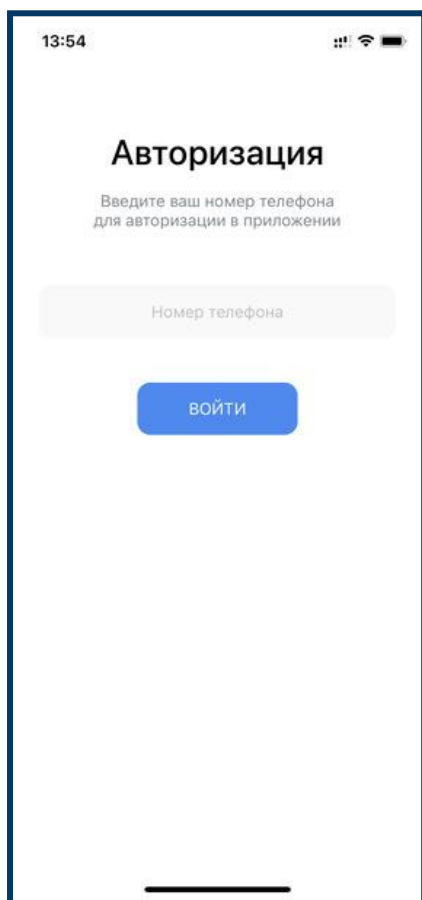 13:54
Авторизация
Введите ваш номер телефона
для авторизации в приложении
Номер телефона
ВОЙТИ